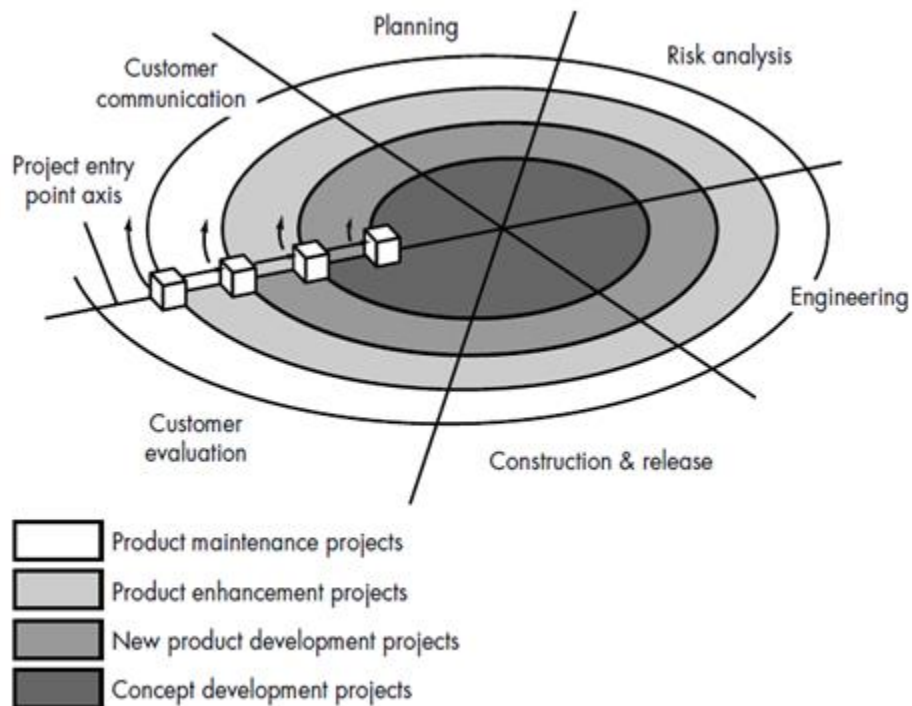 Planning
Risk analysis
Customer
communication
Project entry
point axis
Engineering
Customer
evaluation
Construction & release
Product maintenance projects
Product enhancement projects
New product development projects
Concept development projects